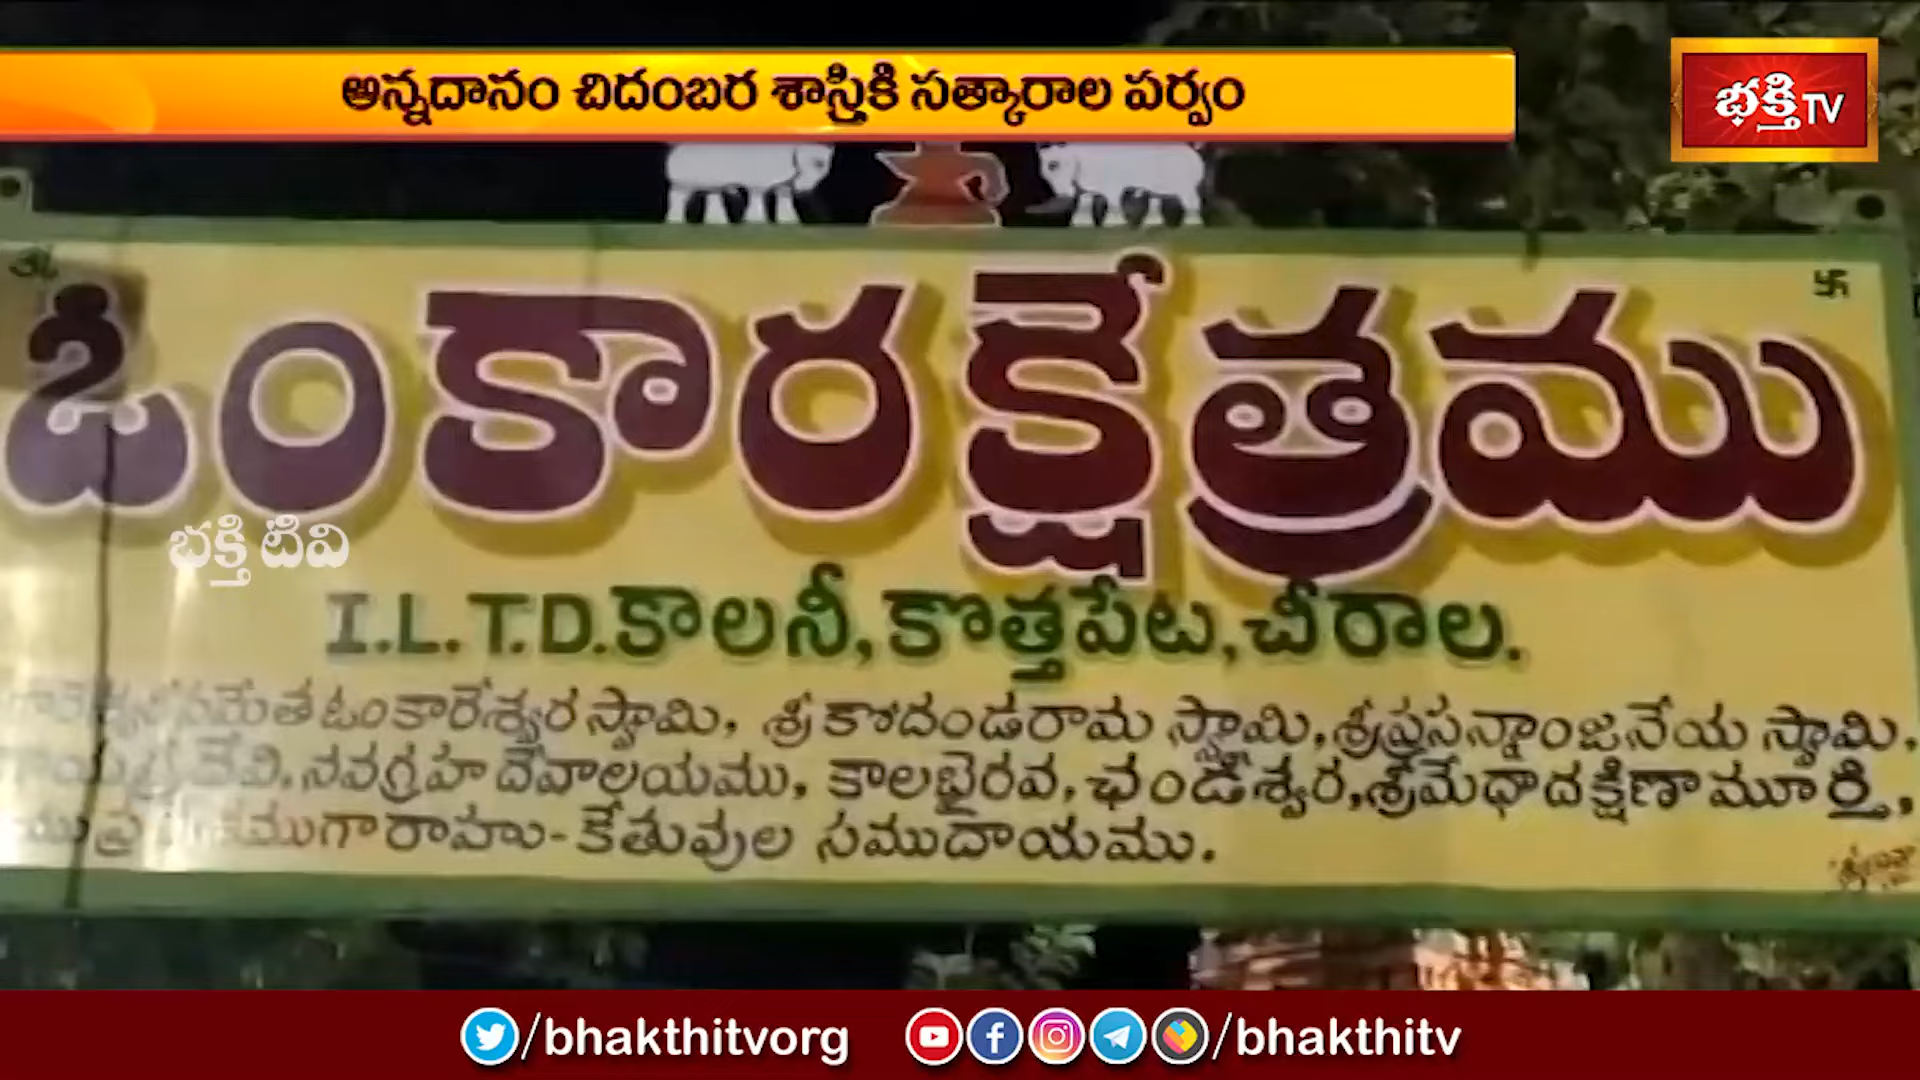 అన్నదానం చిదంబర శాస్త్రికి సత్కారాల పర్వం
భక్తి TV
ఓంకారక్షేత్రము
భక్తి టివి
I.L.T.D.కాలనీ,కొత్తపేట,చీరాల.
సమేత ఓంకారేశ్వర స్వామి, శ్రీ కోదండరామ స్వామి,శ్రీప్రసన్నాంజనేయ స్వామి,
దేవి,నవగ్రహ దేవాలయము, కాలభైరవ,ఛండేశ్వర,శ్రీమేధాదక్షిణామూర్తి,
రాహు-కేతువుల సముదాయము.
/bhakthitvorg /bhakthitv